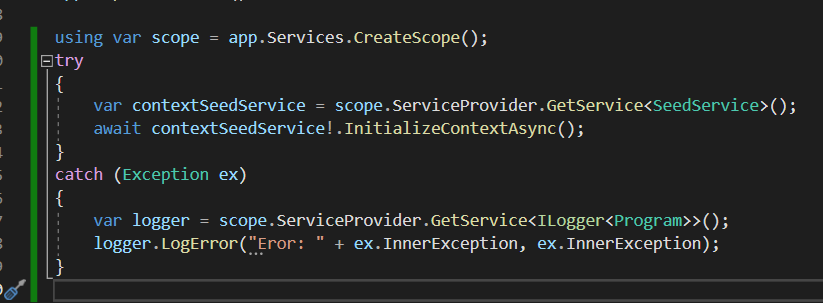 using var scope = app.Services.CreateScope();
try
{
var contextSeedService = scope.ServiceProvider.GetService<SeedService>();
await contextSeedService!.InitializeContextAsync();
}
catch (Exception ex)
{
var logger = scope.ServiceProvider.GetService<ILogger<Program>>();
logger.LogError("Eror: " + ex.InnerException, ex.InnerException);
}